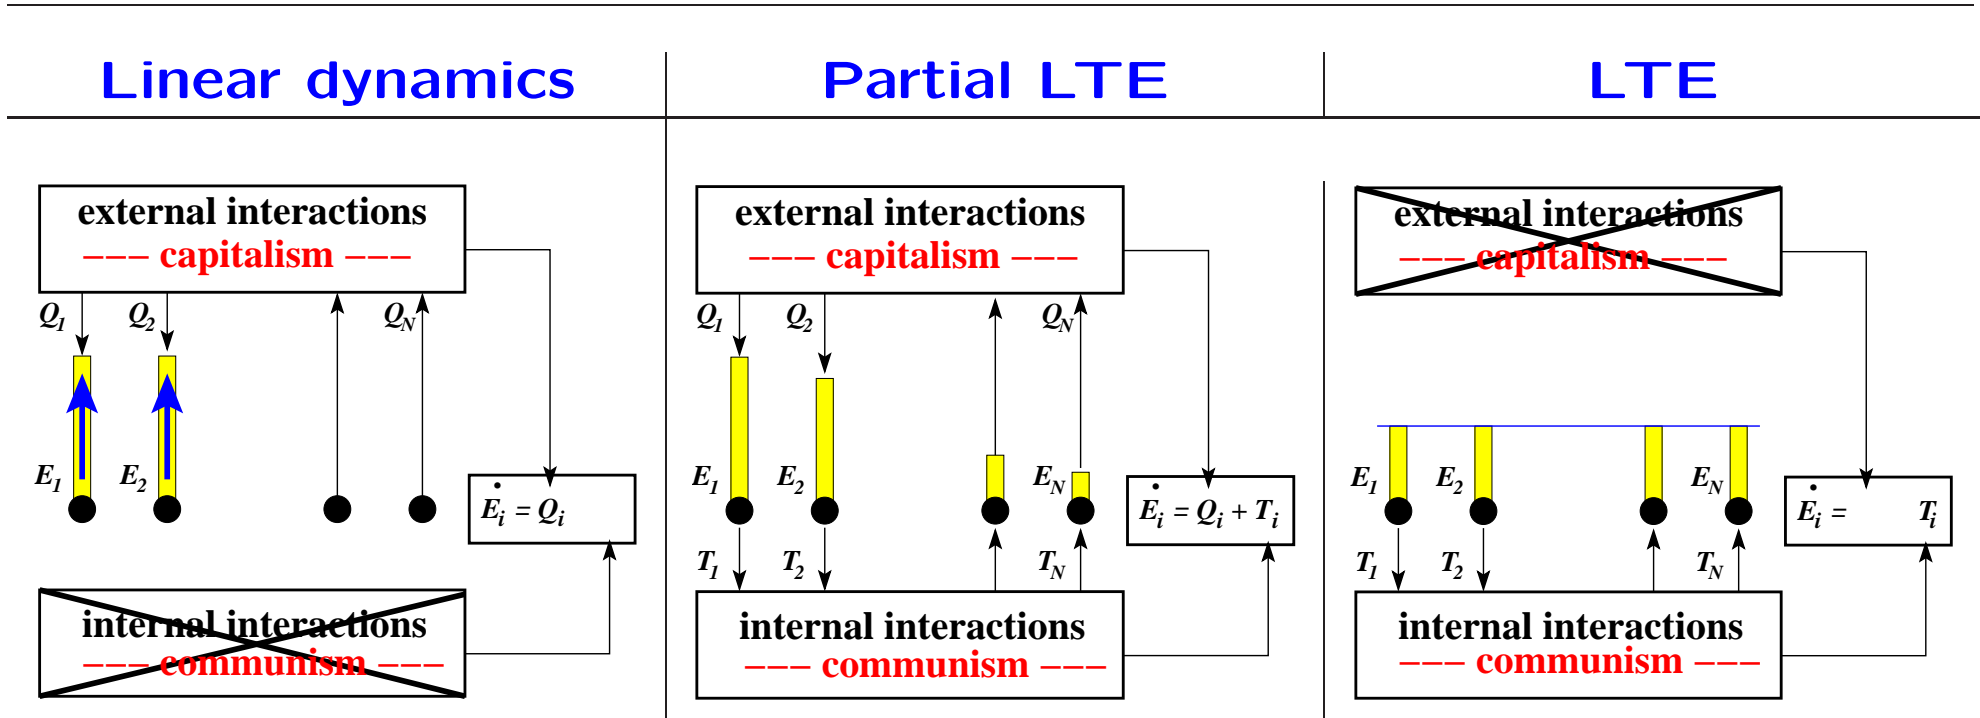 Linear dynamics
Partial LTE
LTE
external interactions
--- capitalism ---
Q1 Q2 QN
E1 E2
Ėi = Qi
internal interactions
--- communism ---
external interactions
--- capitalism ---
Q1 Q2 QN
E1 E2 EN
Ėi = Qi + Ti
T1 T2 TN
internal interactions
--- communism ---
external interactions
--- capitalism ---
E1 E2 EN
Ėi = Ti
T1 T2 TN
internal interactions
--- communism ---